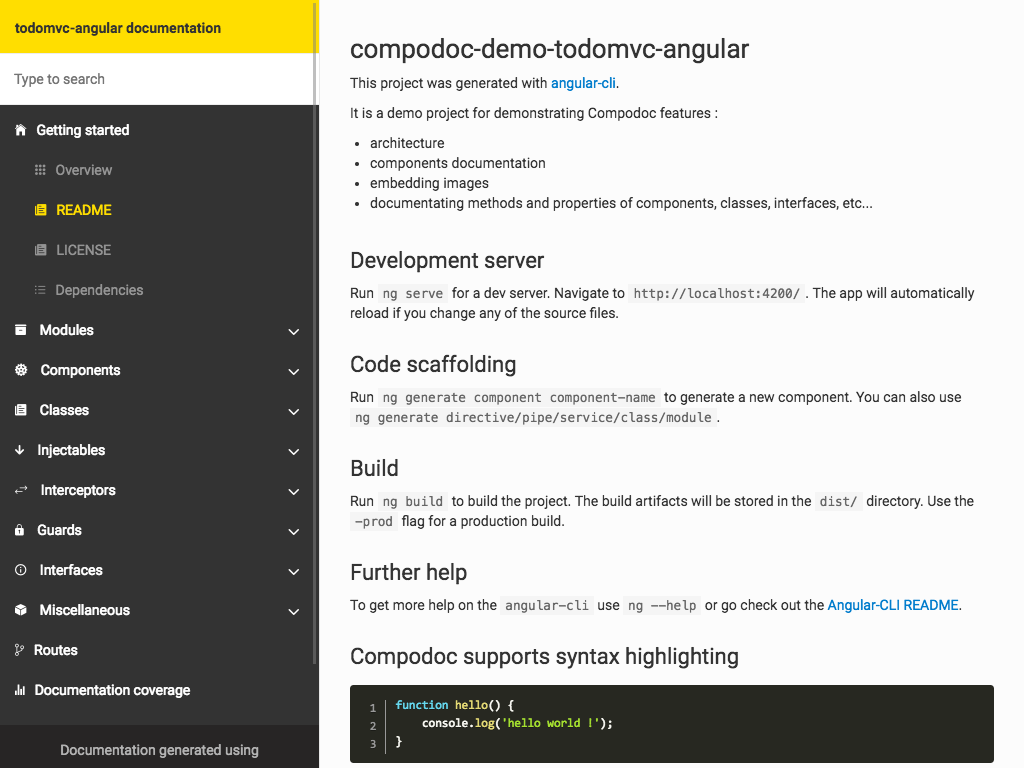 todomvc-angular documentation
Type to search
Getting started
Overview
README
LICENSE
Dependencies
Modules
Components
Classes
Injectables
Interceptors
Guards
Interfaces
Miscellaneous
Routes
Documentation coverage
Documentation generated using
compodoc-demo-todomvc-angular
This project was generated with angular-cli.
It is a demo project for demonstrating Compodoc features :
• architecture
• components documentation
• embedding images
• documentating methods and properties of components, classes, interfaces, etc...
Development server
Run ng serve for a dev server. Navigate to http://localhost:4200/ . The app will automatically
reload if you change any of the source files.
Code scaffolding
Run ng generate component component-name to generate a new component. You can also use
ng generate directive/pipe/service/class/module .
Build
Run ng build to build the project. The build artifacts will be stored in the dist/ directory. Use the
-prod flag for a production build.
Further help
To get more help on the angular-cli use ng --help or go check out the Angular-CLI README.
Compodoc supports syntax highlighting
1 function hello() {
2     console.log('hello world !');
3 }